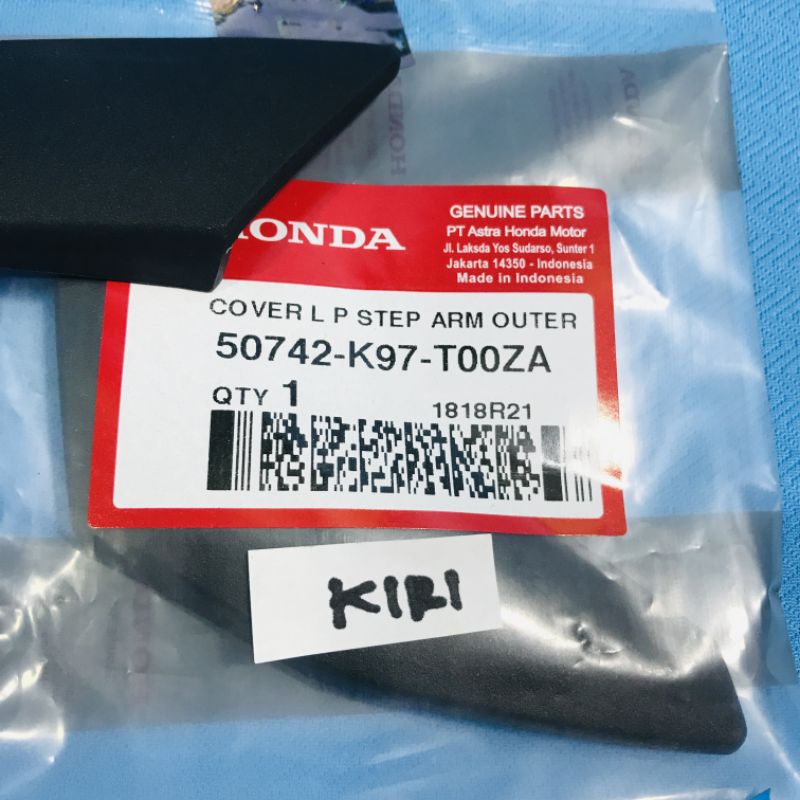 HONDA
GENUINE PARTS
PT Astra Honda Motor
Jl. Laksda Yos Sudarso, Sunter 1
Jakarta 14350 - Indonesia
Made in Indonesia
COVER L P STEP ARM OUTER
50742-K97-T00ZA
QTY 1
1818R21
KIRI